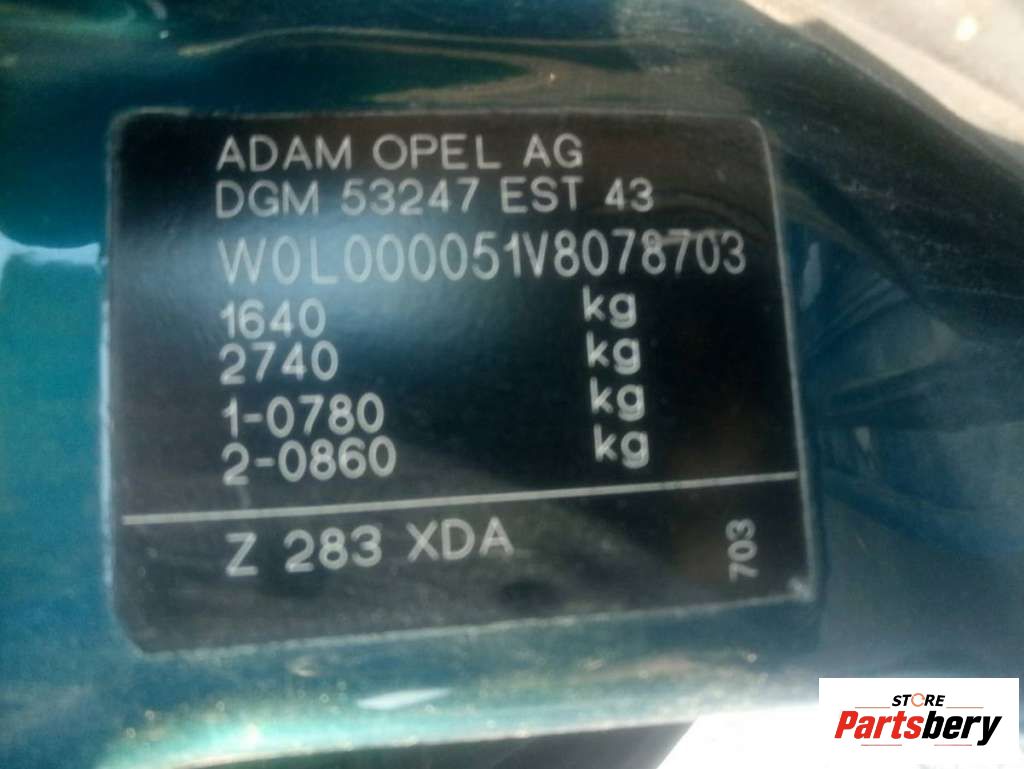 ADAM OPEL AG
DGM 53247 EST 43
W0L000051V8078703
1640 kg
2740 kg
1-0780 kg
2-0860 kg
Z 283 XDA 703
STORE
Partsbery